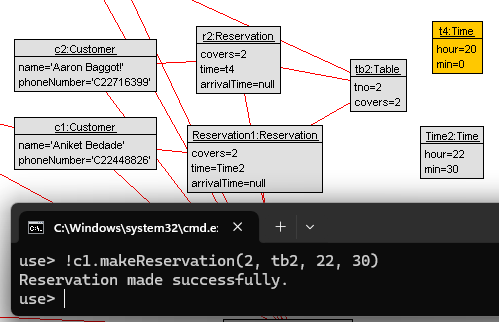 r2:Reservation
covers=2
time=t4
arrivalTime=null
t4:Time
hour=20
min=0
c2:Customer
name='Aaron Baggot!'
phoneNumber='C22716399'
tb2:Table
tno=2
covers=2
c1:Customer
name='Aniket Bedade'
phoneNumber='C22448826'
Reservation1:Reservation
covers=2
time=Time2
arrivalTime=null
Time2:Time
hour=22
min=30
C:\Windows\system32\cmd.e
use> !c1.makeReservation(2, tb2, 22, 30)
Reservation made successfully.
use>